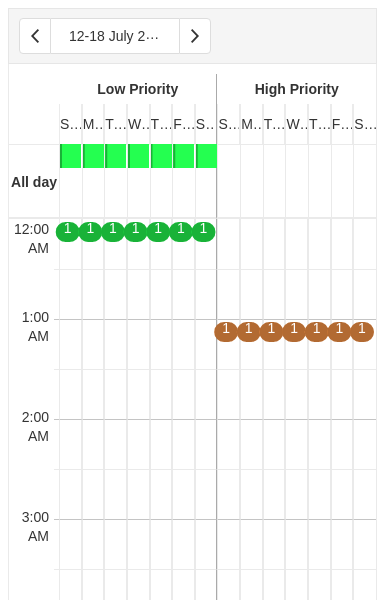 12-18 July 2···
Low Priority High Priority
S... M... T... W... T... F... S... S... M... T... W... T... F... S...
All day
12:00 AM 1 1 1 1 1 1 1
1:00 AM 1 1 1 1 1 1 1
2:00 AM
3:00 AM